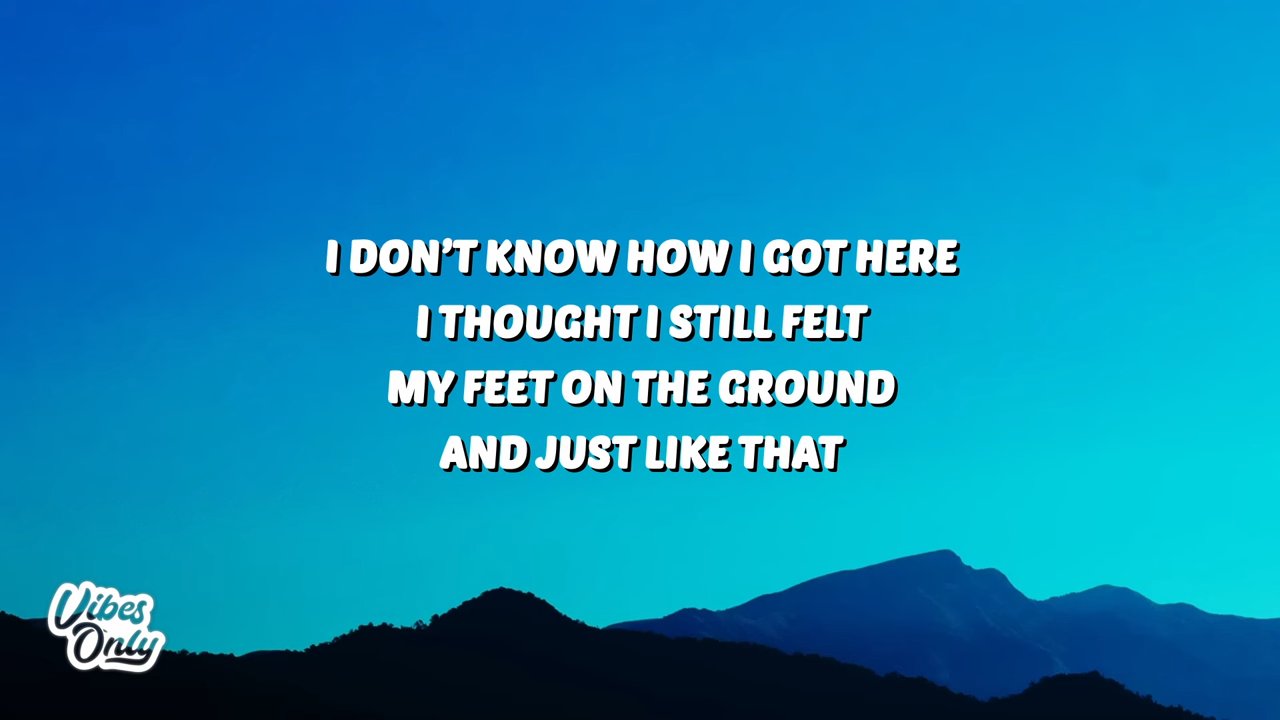 I DON'T KNOW HOW I GOT HERE
I THOUGHT I STILL FELT
MY FEET ON THE GROUND
AND JUST LIKE THAT
Vibes
Only